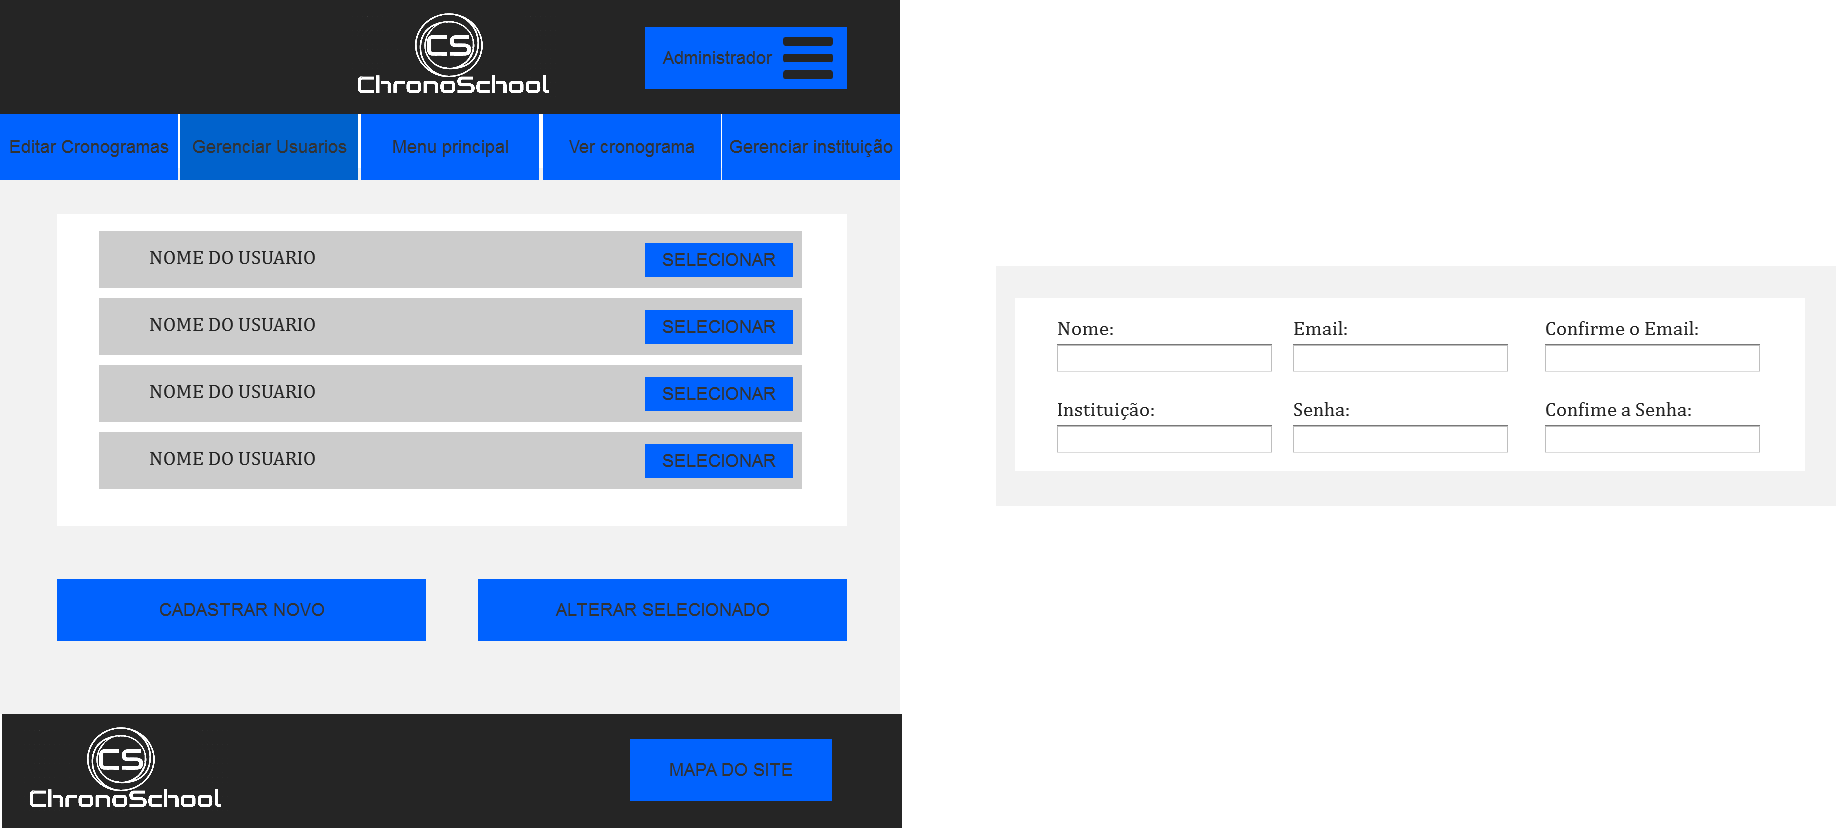 CS
ChronoSchool
Administrador
Editar Cronogramas
Gerenciar Usuarios
Menu principal
Ver cronograma
Gerenciar instituição
NOME DO USUARIO
SELECIONAR
NOME DO USUARIO
SELECIONAR
NOME DO USUARIO
SELECIONAR
NOME DO USUARIO
SELECIONAR
CADASTRAR NOVO
ALTERAR SELECIONADO
CS
ChronoSchool
MAPA DO SITE
Nome:
Email:
Confirme o Email:
Instituição:
Senha:
Confime a Senha: